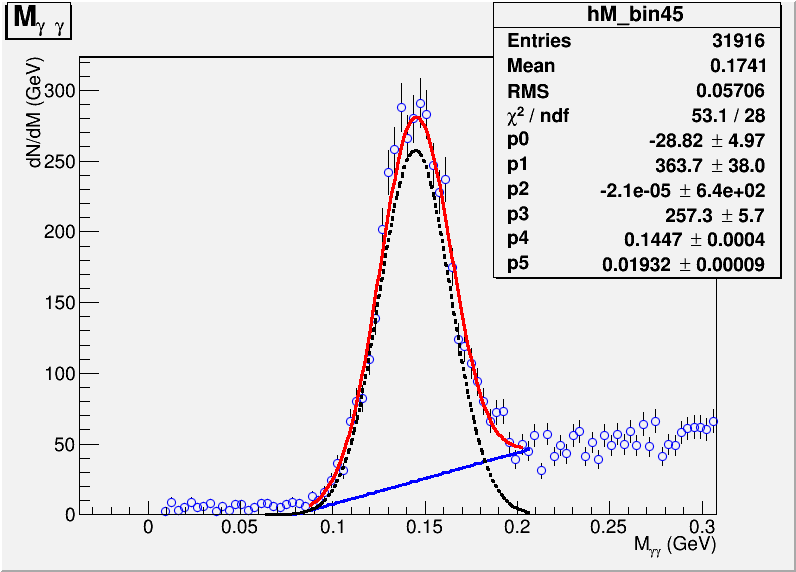 M_γ γ
hM_bin45
Entries 31916
Mean 0.1741
RMS 0.05706
χ² / ndf 53.1 / 28
p0 -28.82 ± 4.97
p1 363.7 ± 38.0
p2 -2.1e-05 ± 6.4e+02
p3 257.3 ± 5.7
p4 0.1447 ± 0.0004
p5 0.01932 ± 0.00009
dN/dM (GeV)
300
250
200
150
100
50
0
0 0.05 0.1 0.15 0.2 0.25 0.3
M_γγ (GeV)